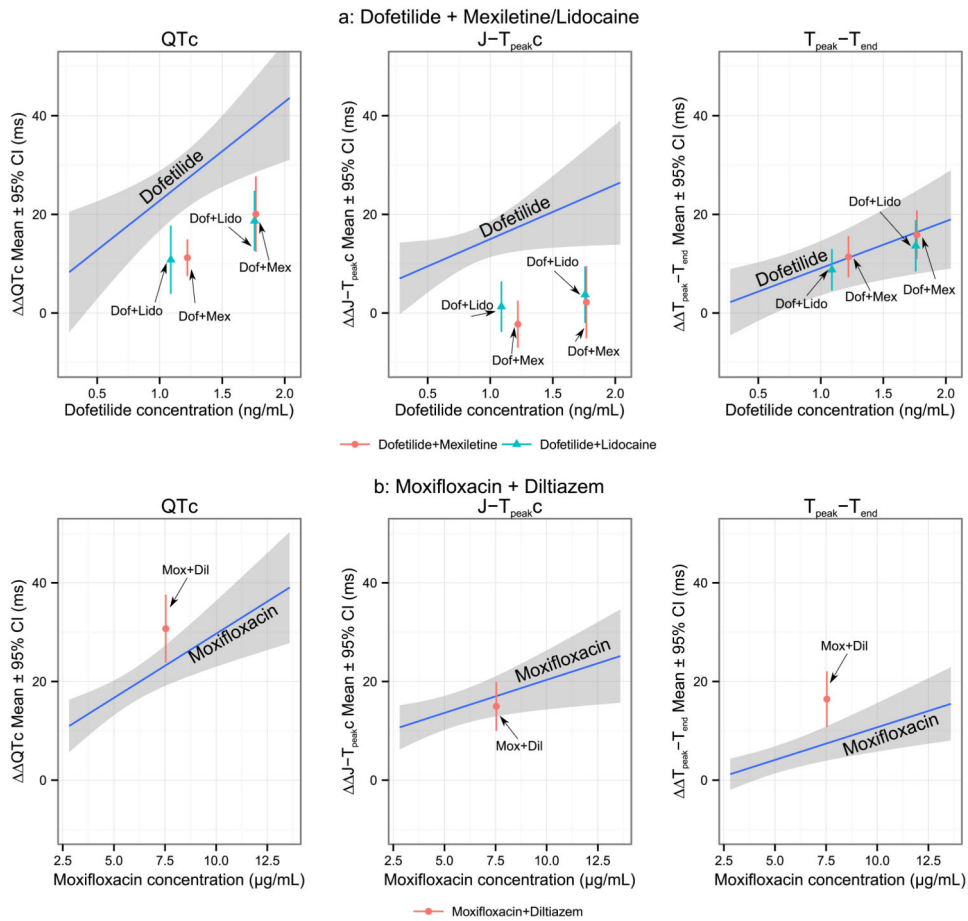 a: Dofetilide + Mexiletine/Lidocaine
QTc
J−Tpeakc
Tpeak−Tend
ΔΔQTc Mean ± 95% CI (ms)
40
20
0
Dofetilide
Dof+Lido
Dof+Mex
Dof+Lido
Dof+Mex
0.5 1.0 1.5 2.0
Dofetilide concentration (ng/mL)
ΔΔJ−Tpeakc Mean ± 95% CI (ms)
40
20
0
Dofetilide
Dof+Lido
Dof+Lido
Dof+Mex
Dof+Mex
0.5 1.0 1.5 2.0
Dofetilide concentration (ng/mL)
ΔΔTpeak−Tend Mean ± 95% CI (ms)
40
20
0
Dof+Lido
Dofetilide
Dof+Lido
Dof+Mex
Dof+Mex
0.5 1.0 1.5 2.0
Dofetilide concentration (ng/mL)
Dofetilide+Mexiletine Dofetilide+Lidocaine
b: Moxifloxacin + Diltiazem
QTc
J−Tpeakc
Tpeak−Tend
ΔΔQTc Mean ± 95% CI (ms)
40
20
0
Mox+Dil
Moxifloxacin
2.5 5.0 7.5 10.0 12.5
Moxifloxacin concentration (µg/mL)
ΔΔJ−Tpeakc Mean ± 95% CI (ms)
40
20
0
Moxifloxacin
Mox+Dil
2.5 5.0 7.5 10.0 12.5
Moxifloxacin concentration (µg/mL)
ΔΔTpeak−Tend Mean ± 95% CI (ms)
40
20
0
Mox+Dil
Moxifloxacin
2.5 5.0 7.5 10.0 12.5
Moxifloxacin concentration (µg/mL)
Moxifloxacin+Diltiazem